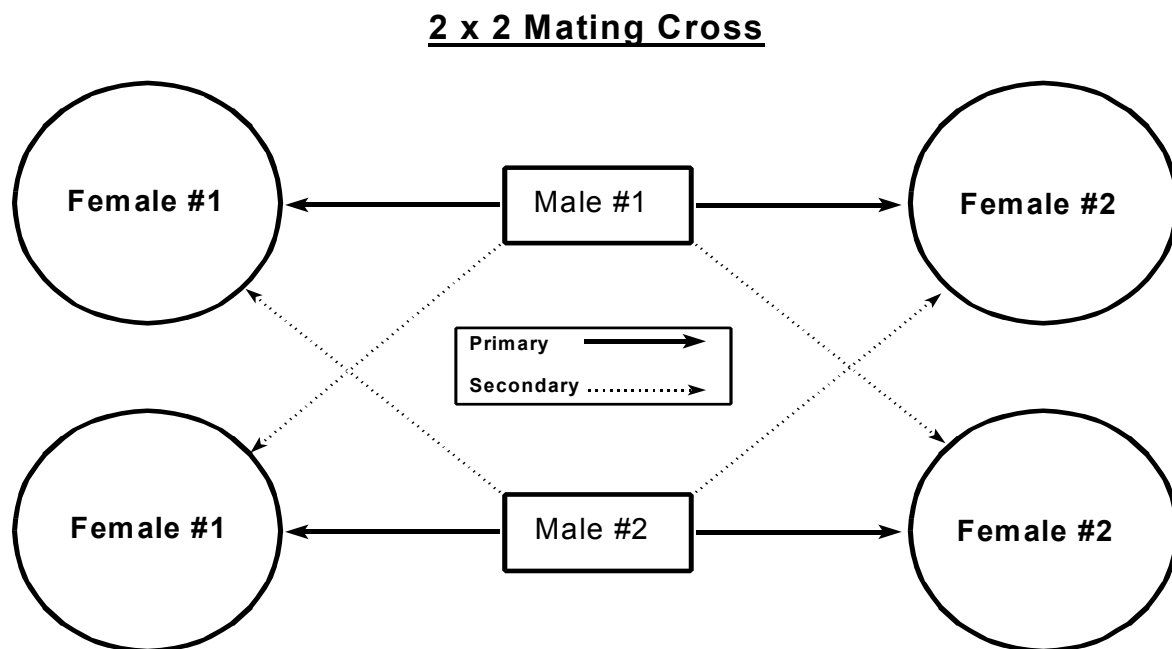 2 x 2 Mating Cross
Female #1
Male #1
Female #2
Primary
Secondary
Female #1
Male #2
Female #2